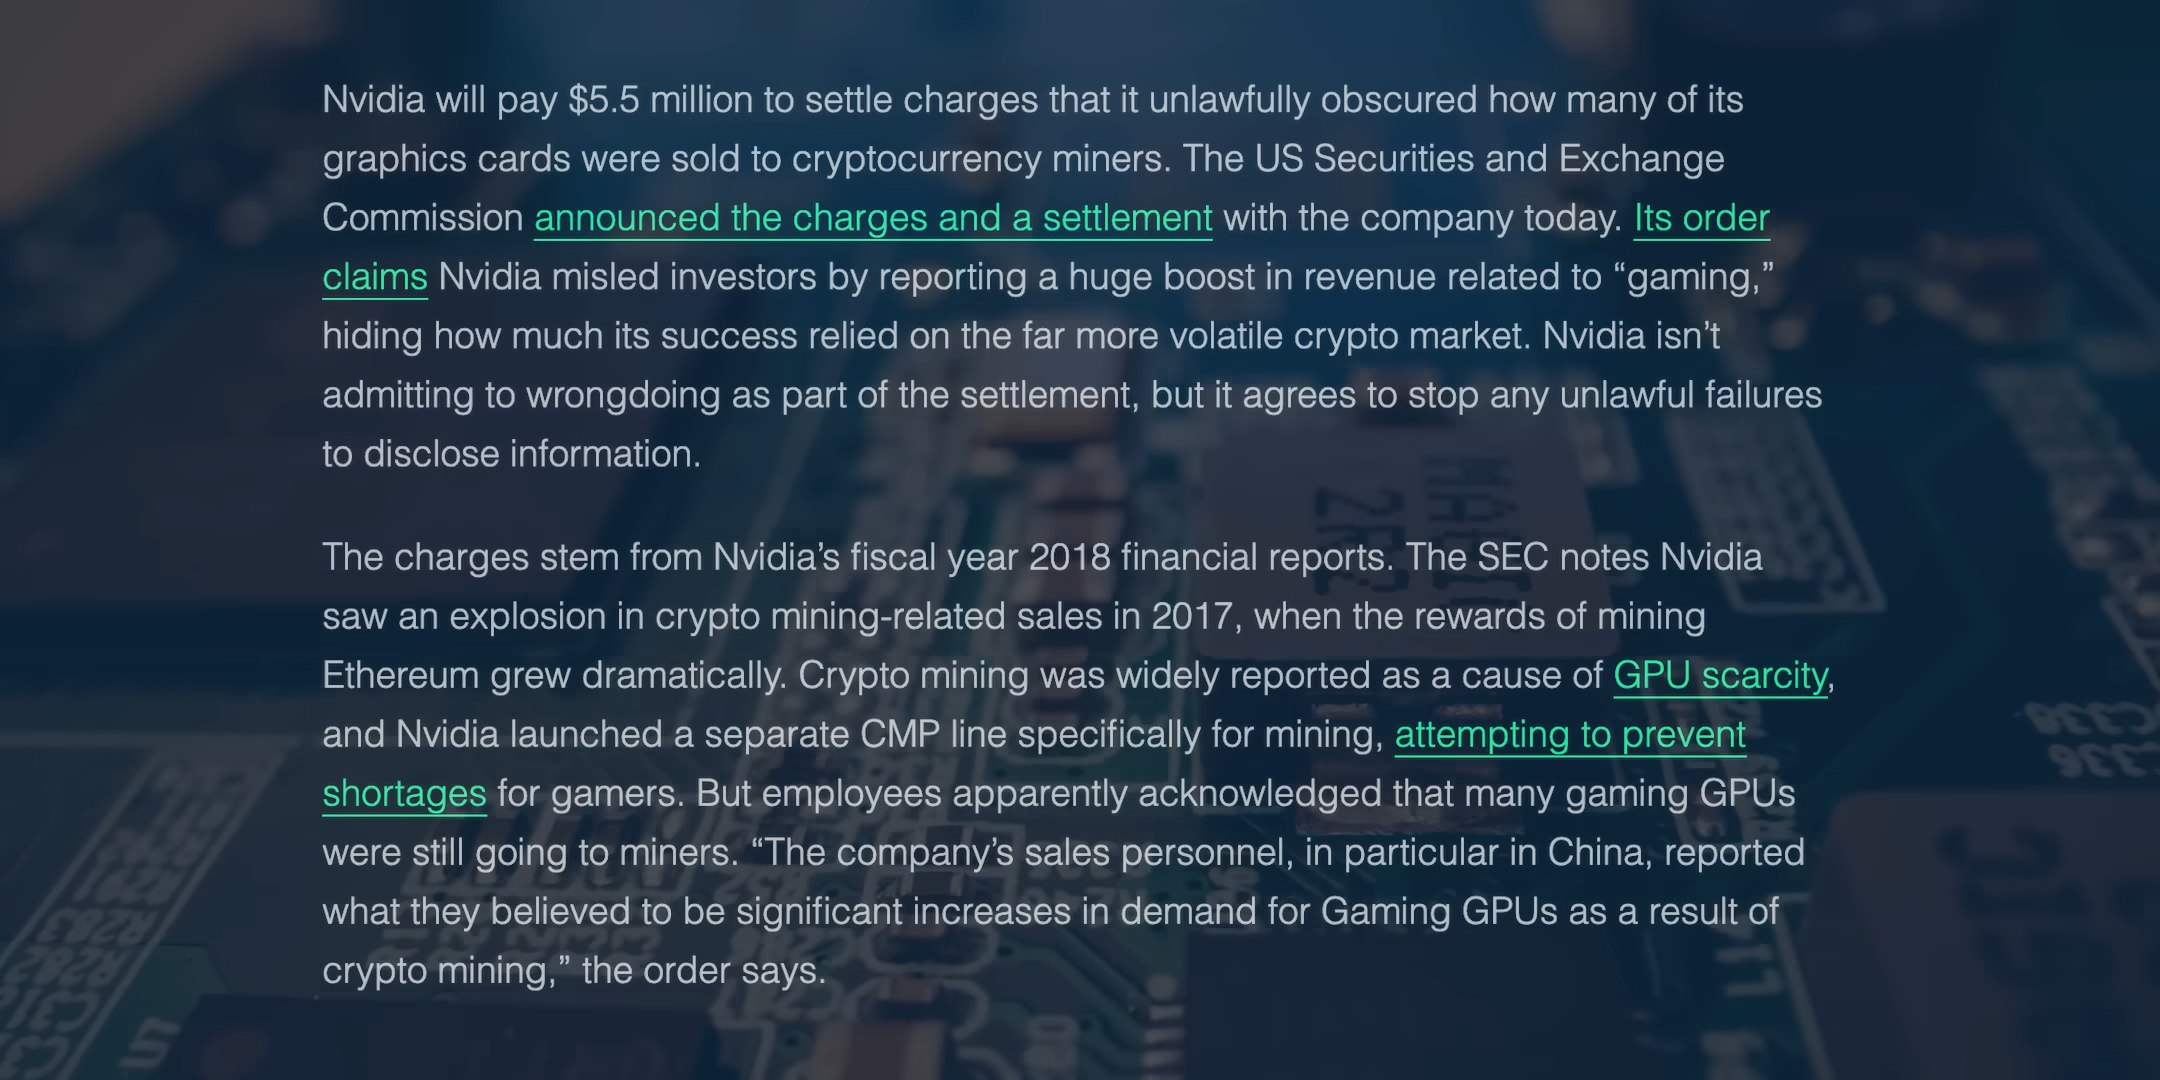 Nvidia will pay $5.5 million to settle charges that it unlawfully obscured how many of its
graphics cards were sold to cryptocurrency miners. The US Securities and Exchange
Commission announced the charges and a settlement with the company today. Its order
claims Nvidia misled investors by reporting a huge boost in revenue related to “gaming,”
hiding how much its success relied on the far more volatile crypto market. Nvidia isn’t
admitting to wrongdoing as part of the settlement, but it agrees to stop any unlawful failures
to disclose information.
The charges stem from Nvidia’s fiscal year 2018 financial reports. The SEC notes Nvidia
saw an explosion in crypto mining-related sales in 2017, when the rewards of mining
Ethereum grew dramatically. Crypto mining was widely reported as a cause of GPU scarcity,
and Nvidia launched a separate CMP line specifically for mining, attempting to prevent
shortages for gamers. But employees apparently acknowledged that many gaming GPUs
were still going to miners. “The company’s sales personnel, in particular in China, reported
what they believed to be significant increases in demand for Gaming GPUs as a result of
crypto mining,” the order says.
2R2
R283